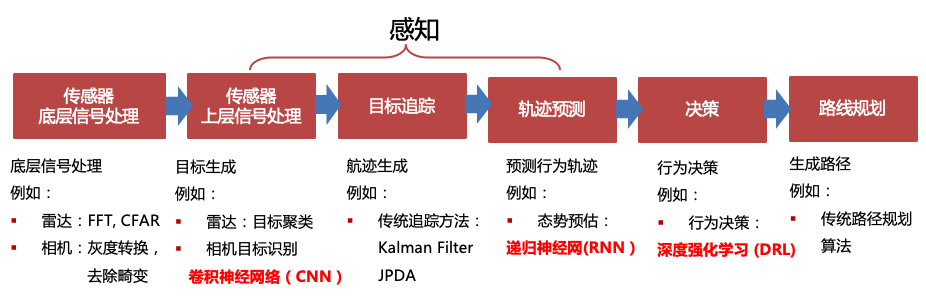 感知
传感器
底层信号处理
传感器
上层信号处理
目标追踪
轨迹预测
决策
路线规划
底层信号处理
例如：
▪ 雷达：FFT, CFAR
▪ 相机：灰度转换，
去除畸变
目标生成
例如：
▪ 雷达：目标聚类
▪ 相机目标识别
卷积神经网络（CNN）
航迹生成
例如：
▪ 传统追踪方法：
Kalman Filter
JPDA
预测行为轨迹
例如：
▪ 态势预估：
递归神经网(RNN）
行为决策
例如：
▪ 行为决策：
深度强化学习 (DRL)
生成路径
例如：
▪ 传统路径规划
算法